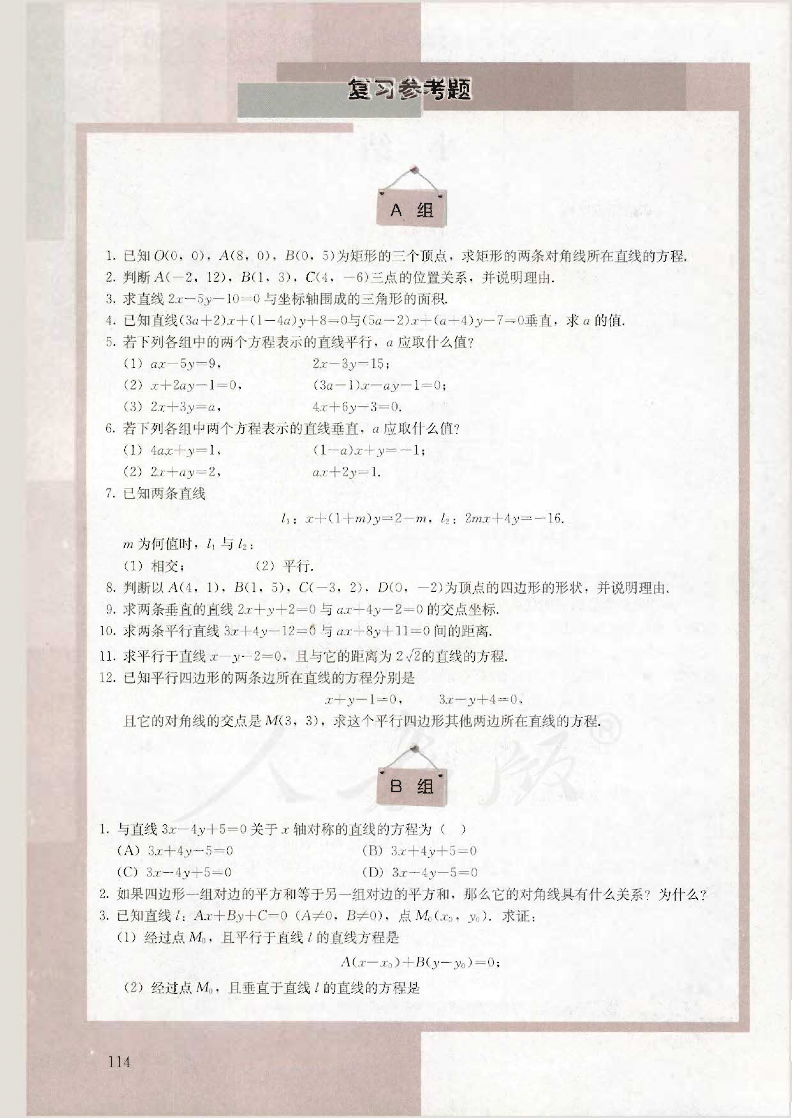 复习参考题
A 组
1. 已知 O(0, 0), A(8, 0), B(0, 5)为矩形的三个顶点,求矩形的两条对角线所在直线的方程.
2. 判断 A(-2, 12), B(1, 3), C(4, -6)三点的位置关系,并说明理由.
3. 求直线 2x-5y-10=0 与坐标轴围成的三角形的面积.
4. 已知直线(3a+2)x+(1-4a)y+8=0与(5a-2)x+(a+4)y-7=0垂直,求 a 的值.
5. 若下列各组中的两个方程表示的直线平行,a 应取什么值?
(1) ax-5y=9, 2x-3y=15;
(2) x+2ay-1=0, (3a-1)x-ay-1=0;
(3) 2x+3y=a, 4x+6y-3=0.
6. 若下列各组中两个方程表示的直线垂直,a 应取什么值?
(1) 4ax+y=1, (1-a)x+y=-1;
(2) 2x+ay=2, ax+2y=1.
7. 已知两条直线
l₁: x+(1+m)y=2-m, l₂: 2mx+4y=-16.
m 为何值时,l₁ 与 l₂:
(1) 相交; (2) 平行.
8. 判断以 A(4, 1), B(1, 5), C(-3, 2), D(0, -2)为顶点的四边形的形状,并说明理由.
9. 求两条垂直的直线 2x+y+2=0 与 ax+4y-2=0 的交点坐标.
10. 求两条平行直线 3x+4y-12=0 与 ax+8y+11=0 间的距离.
11. 求平行于直线 x-y-2=0,且与它的距离为 2√2的直线的方程.
12. 已知平行四边形的两条边所在直线的方程分别是
x+y-1=0, 3x-y+4=0,
且它的对角线的交点是 M(3, 3),求这个平行四边形其他两边所在直线的方程.
人教版®
B 组
1. 与直线 3x-4y+5=0 关于 x 轴对称的直线的方程为( )
(A) 3x+4y-5=0 (B) 3x+4y+5=0
(C) 3x-4y+5=0 (D) 3x-4y-5=0
2. 如果四边形一组对边的平方和等于另一组对边的平方和,那么它的对角线具有什么关系?为什么?
3. 已知直线 l: Ax+By+C=0 (A≠0, B≠0),点 M₀(x₀, y₀). 求证:
(1) 经过点 M₀,且平行于直线 l 的直线方程是
A(x-x₀)+B(y-y₀)=0;
(2) 经过点 M₀,且垂直于直线 l 的直线的方程是
114